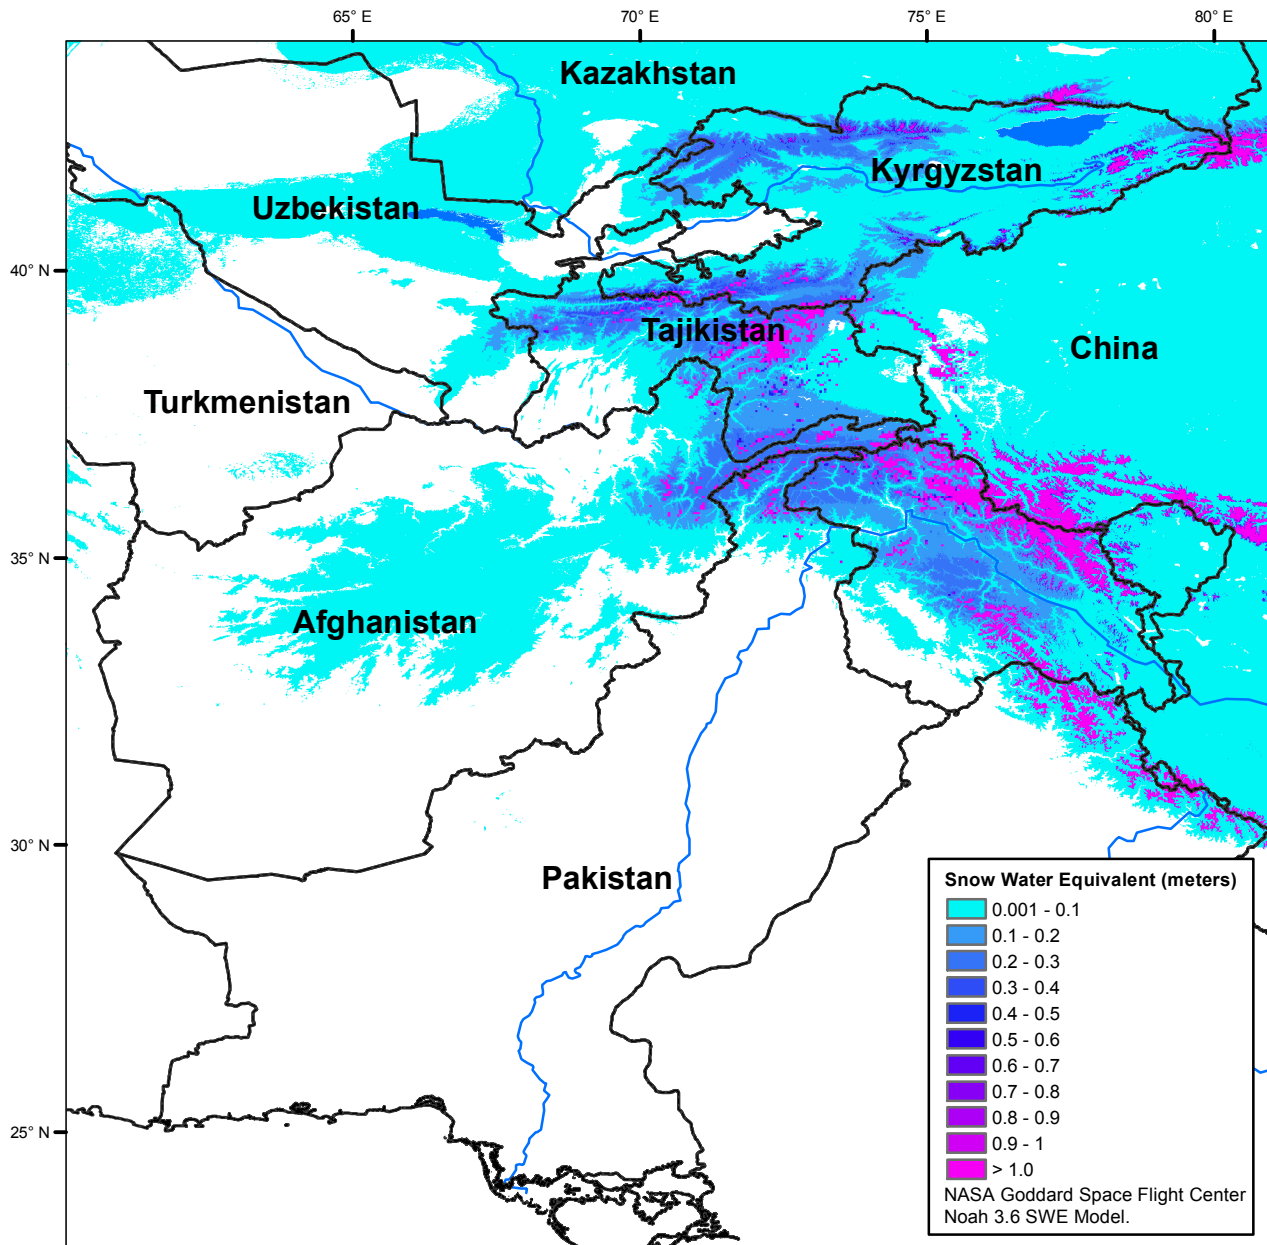 65° E
70° E
75° E
80° E
Kazakhstan
Kyrgyzstan
Uzbekistan
40° N
Tajikistan
China
Turkmenistan
35° N
Afghanistan
30° N
Pakistan
25° N
Snow Water Equivalent (meters)
0.001 - 0.1
0.1 - 0.2
0.2 - 0.3
0.3 - 0.4
0.4 - 0.5
0.5 - 0.6
0.6 - 0.7
0.7 - 0.8
0.8 - 0.9
0.9 - 1
> 1.0
NASA Goddard Space Flight Center
Noah 3.6 SWE Model.